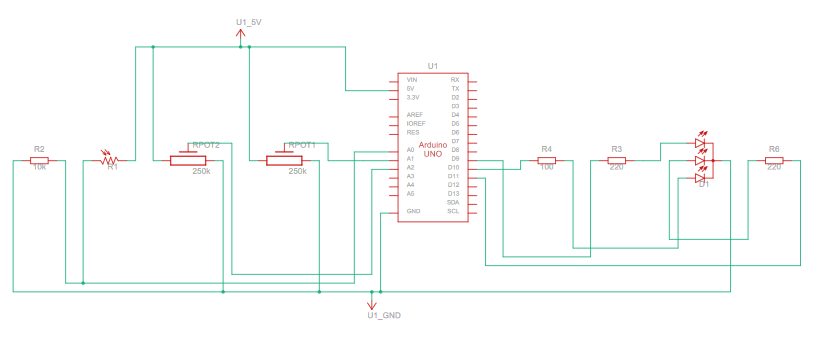 U1_5V
U1
VIN
5V
3.3V
AREF
IOREF
RES
A0
A1
A2
A3
A4
A5
GND
Arduino
UNO
RX
TX
D2
D3
D4
D5
D6
D7
D8
D9
D10
D11
D12
D13
SDA
SCL
R2
10k
R1
RPOT2
250k
RPOT1
250k
R4
100
R3
220
D1
R6
220
U1_GND